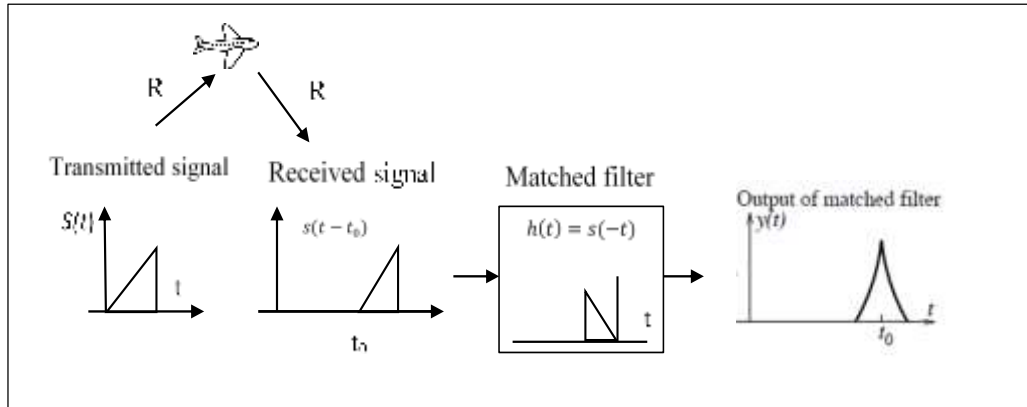 R
R
Transmitted signal
Received signal
Matched filter
Output of matched filter
S(t)
t
s(t − t₀)
t₀
h(t) = s(−t)
t
y(t)
t
t₀